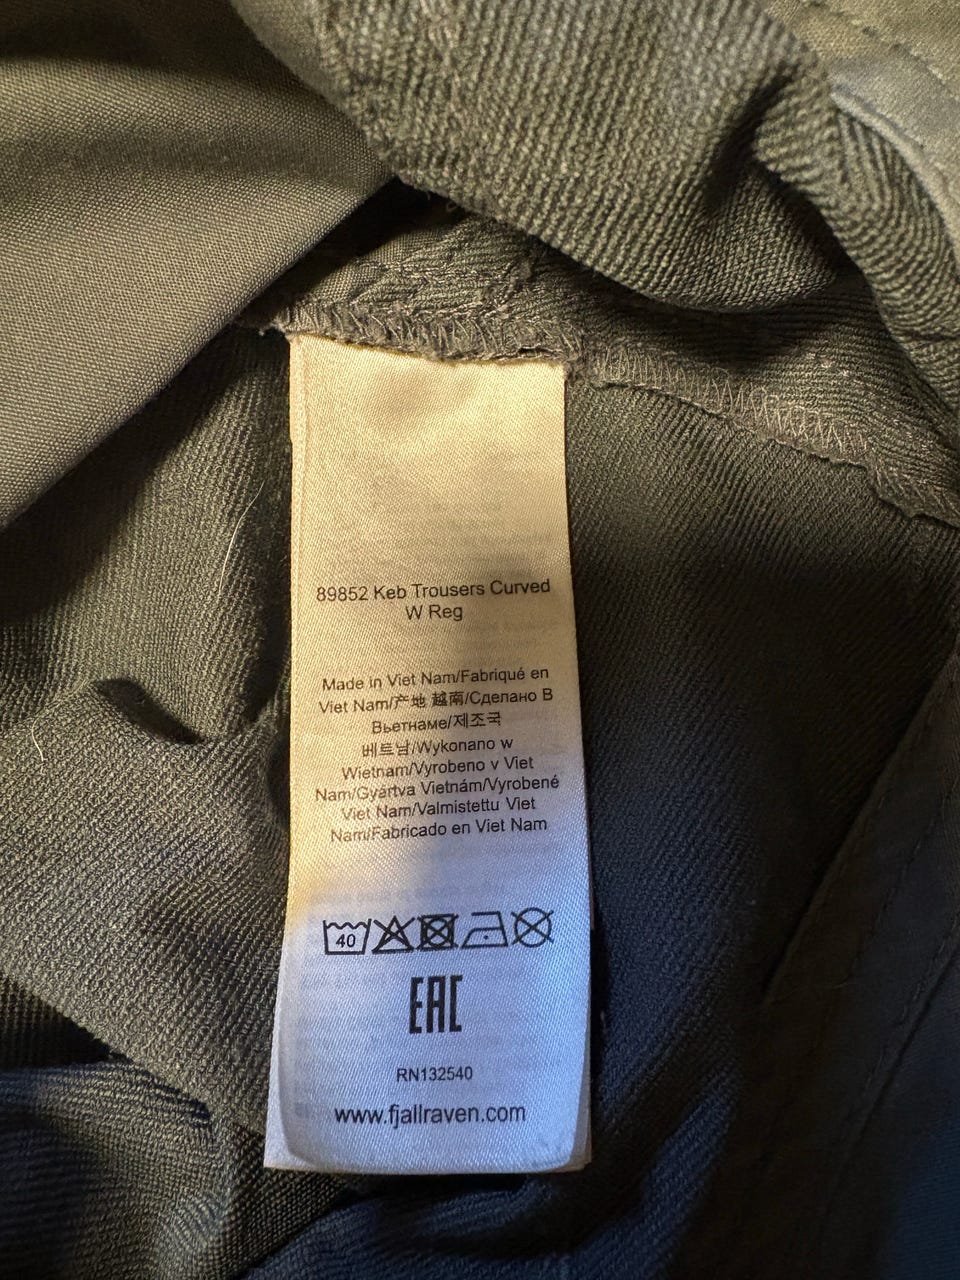 89852 Keb Trousers Curved
W Reg
Made in Viet Nam/Fabriqué en
Viet Nam/产地 越南/Сделано В
Вьетнаме/제조국
베트남/Wykonano w
Wietnam/Vyrobeno v Viet
Nam/Gyártva Vietnám/Vyrobené
Viet Nam/Valmistettu Viet
Nam/Fabricado en Viet Nam
40
EAC
RN132540
www.fjallraven.com